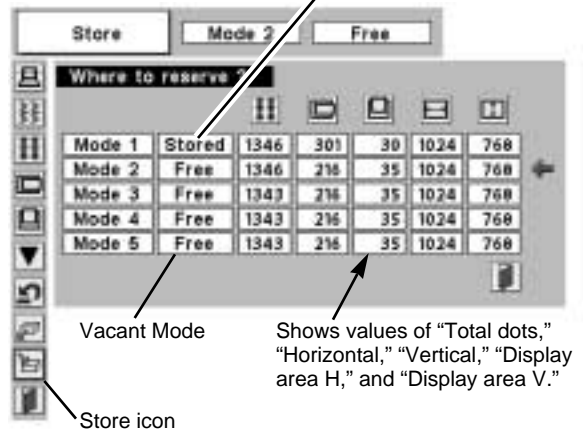 Store Mode 2 Free
Where to reserve ?
Mode 1 Stored 1346 301 30 1024 768
Mode 2 Free 1346 216 35 1024 768
Mode 3 Free 1343 216 35 1024 768
Mode 4 Free 1343 216 35 1024 768
Mode 5 Free 1343 216 35 1024 768
Vacant Mode
Shows values of “Total dots,”
“Horizontal,” “Vertical,” “Display
area H,” and “Display area V.”
Store icon